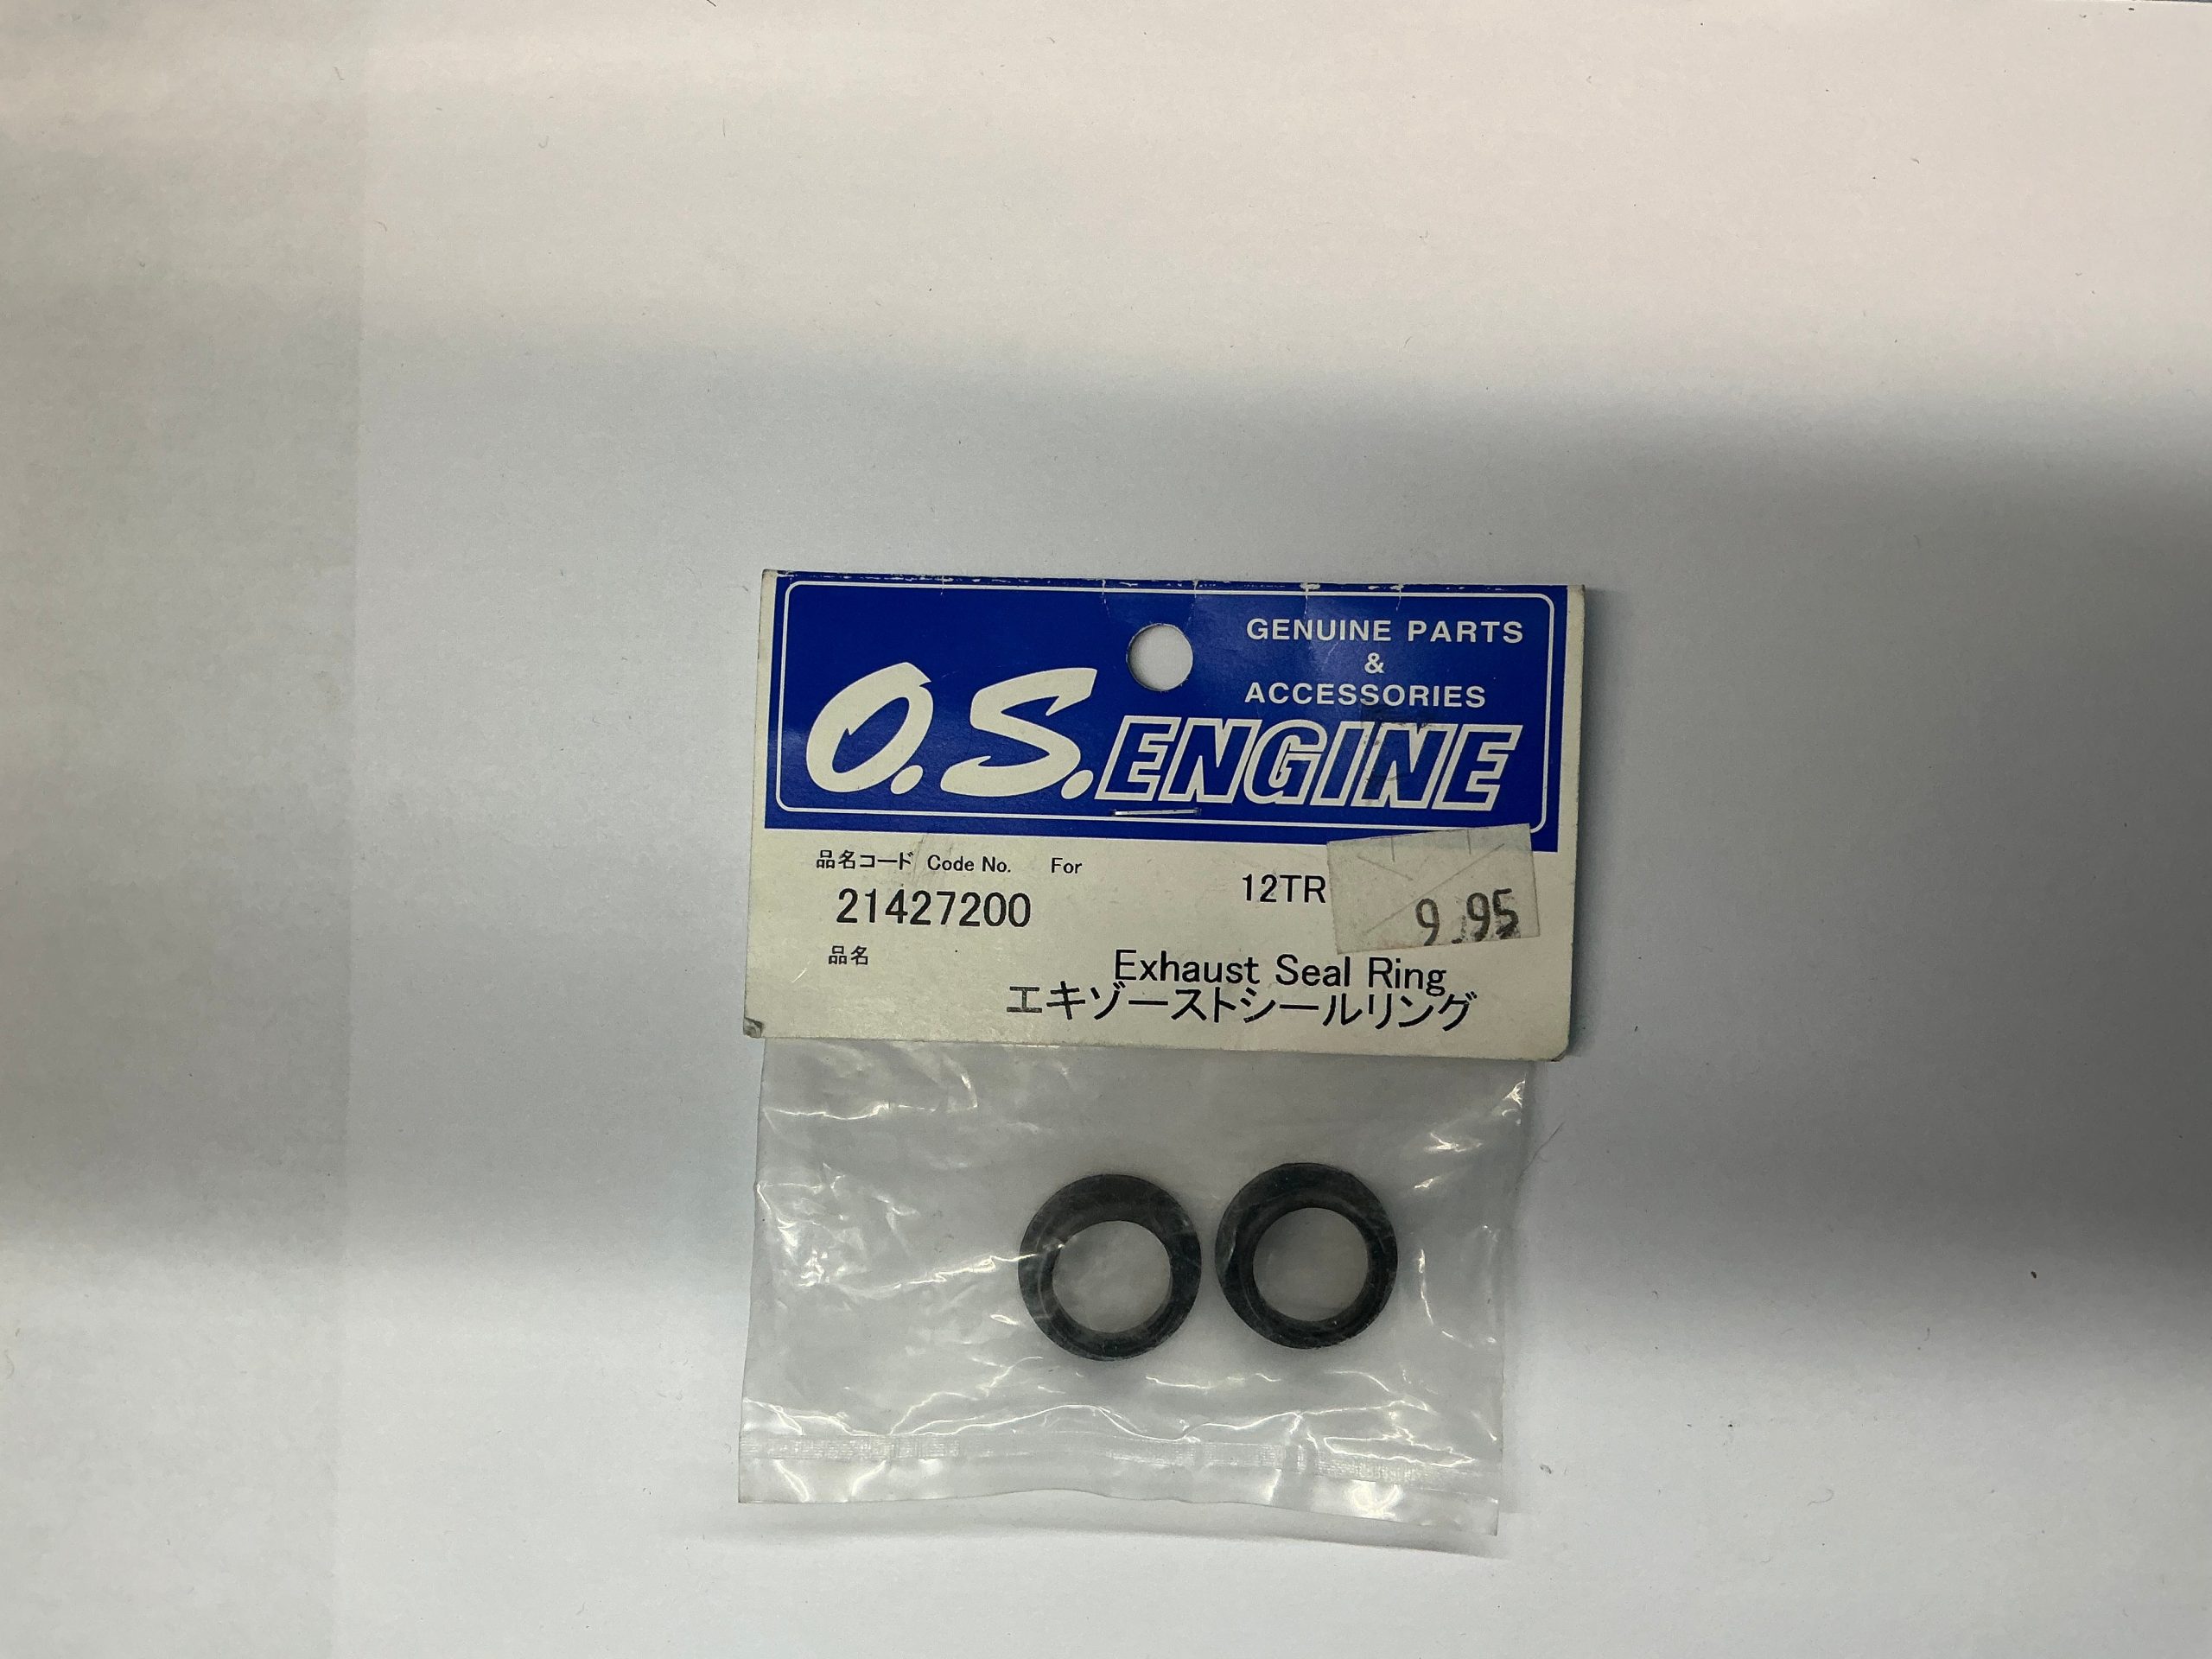 GENUINE PARTS
&
ACCESSORIES
O.S. ENGINE
品名コード Code No. For
21427200 12TR
9.95
品名
Exhaust Seal Ring
エキゾーストシールリング